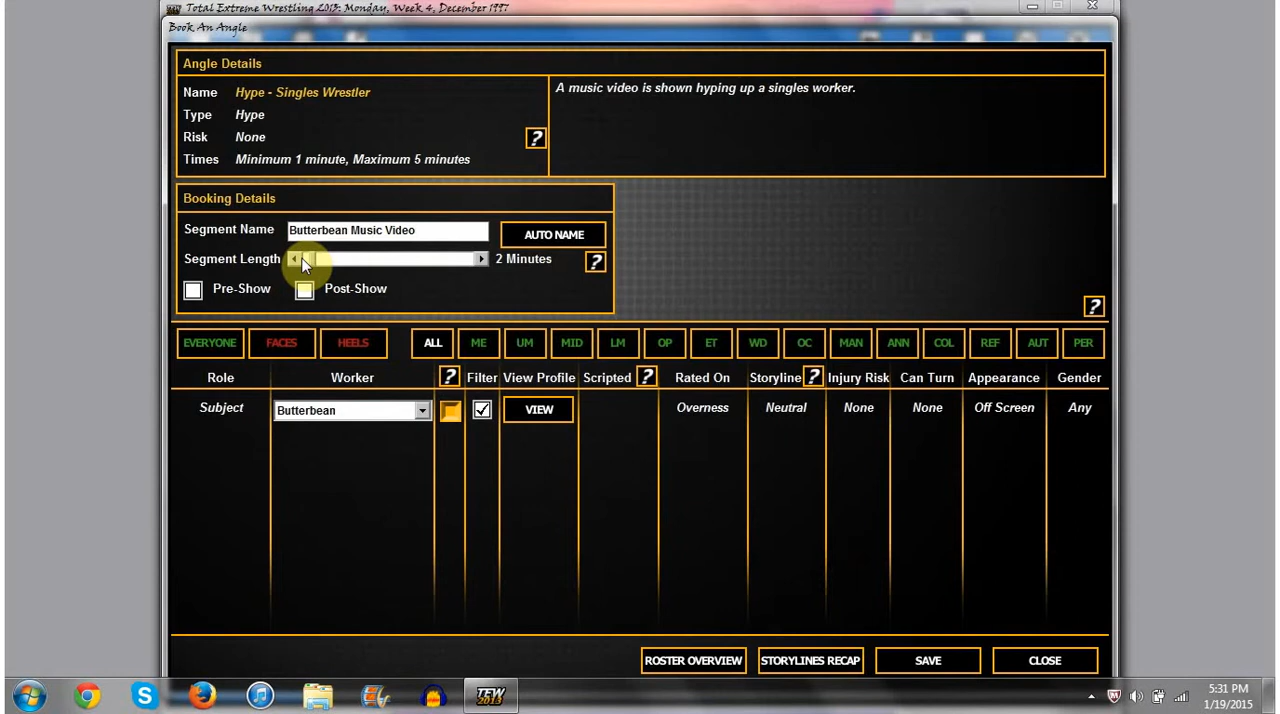 Total Extreme Wrestling 2013: Monday, Week 4, December 1997
Book An Angle
Angle Details
Name Hype - Singles Wrestler
Type Hype
Risk None ?
Times Minimum 1 minute, Maximum 5 minutes
A music video is shown hyping up a singles worker.
Booking Details
Segment Name Butterbean Music Video AUTO NAME
Segment Length 2 Minutes ?
Pre-Show Post-Show
?
EVERYONE FACES HEELS ALL ME UM MID LM OP ET WD OC MAN ANN COL REF AUT PER
Role Worker ? Filter View Profile Scripted ? Rated On Storyline ? Injury Risk Can Turn Appearance Gender
Subject Butterbean VIEW Overness Neutral None None Off Screen Any
ROSTER OVERVIEW STORYLINES RECAP SAVE CLOSE
TEW 2013
5:31 PM
1/19/2015